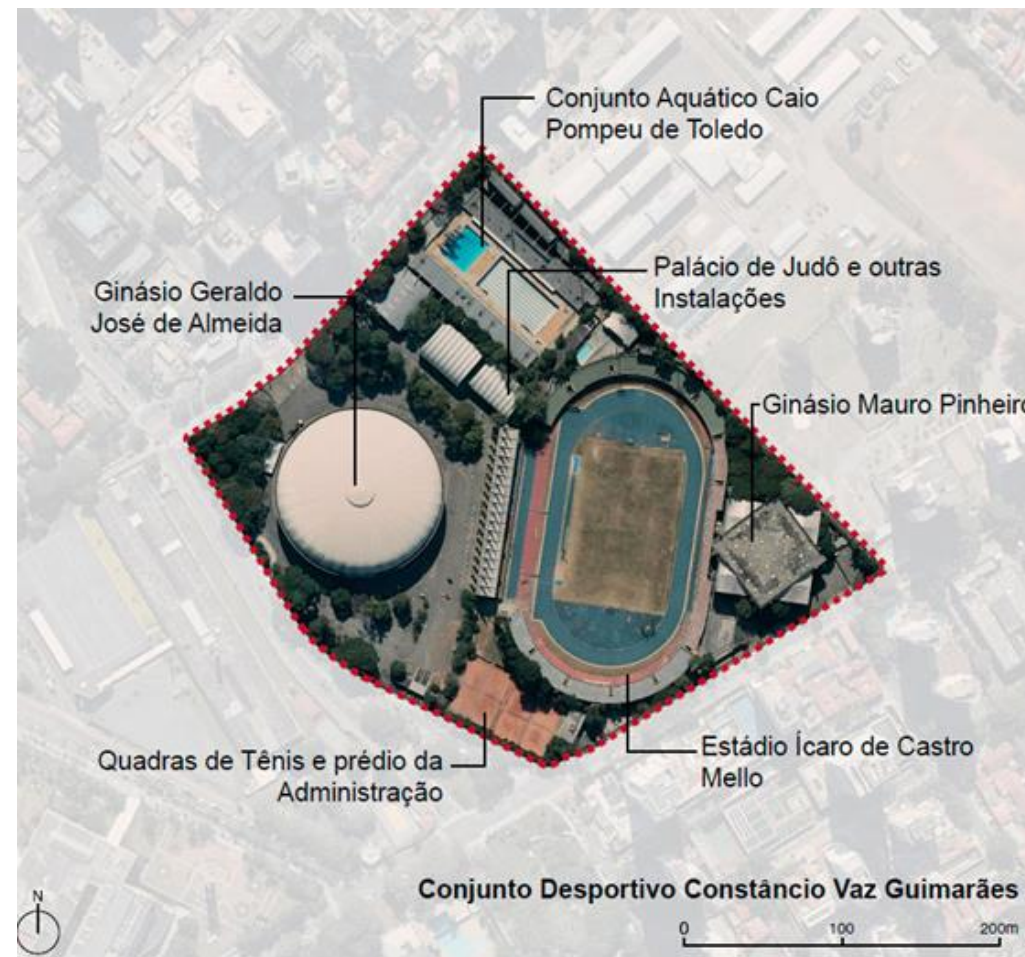 Conjunto Aquático Caio
Pompeu de Toledo
Palácio de Judô e outras
Instalações
Ginásio Geraldo
José de Almeida
Ginásio Mauro Pinheiro
Estádio Ícaro de Castro
Mello
Quadras de Tênis e prédio da
Administração
Conjunto Desportivo Constâncio Vaz Guimarães
N
0 100 200m